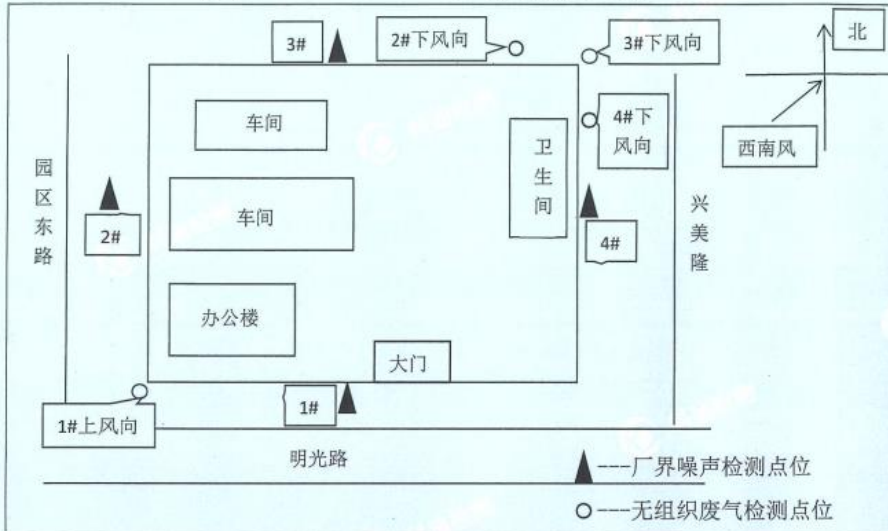 3#
2#下风向
3#下风向
北
车间
4#下
风向
西南风
卫生间
园区东路
车间
2#
4#
兴美隆
办公楼
大门
1#
1#上风向
明光路
---厂界噪声检测点位
---无组织废气检测点位